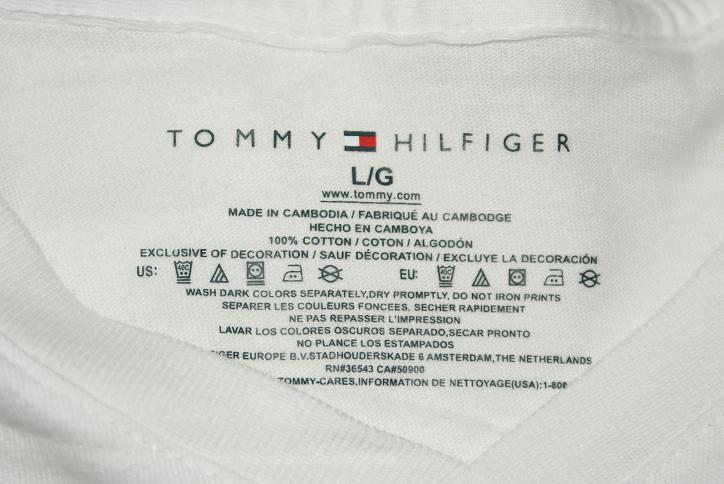 TOMMY HILFIGER
L/G
www.tommy.com
MADE IN CAMBODIA / FABRIQUÉ AU CAMBODGE
HECHO EN CAMBOYA
100% COTTON / COTON / ALGODÓN
EXCLUSIVE OF DECORATION / SAUF DÉCORATION / EXCLUYE LA DECORACIÓN
US: 40C EU: 40C
WASH DARK COLORS SEPARATELY,DRY PROMPTLY, DO NOT IRON PRINTS
SEPARER LES COULEURS FONCEES, SECHER RAPIDEMENT
NE PAS REPASSER L'IMPRESSION
LAVAR LOS COLORES OSCUROS SEPARADO,SECAR PRONTO
NO PLANCE LOS ESTAMPADOS
EUROPE B.V.STADHOUDERSKADE 6 AMSTERDAM,THE NETHERLANDS
RN#36543 CA#50900
TOMMY-CARES.INFORMATION DE NETTOYAGE(USA):1-800